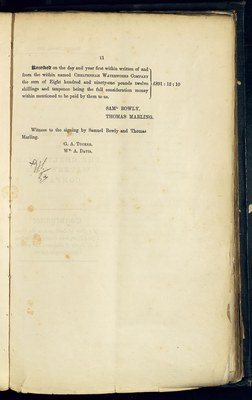 15
Received on the day and year first within written of and
from the within named CHELTENHAM WATERWORKS COMPANY
the sum of Eight hundred and ninety-one pounds twelve
shillings and tenpence being the full consideration money
within mentioned to be paid by them to us.
£891 : 12 : 10
SAML. BOWLY.
THOMAS MARLING.
Witness to the signing by Samuel Bowly and Thomas
Marling.
G. A. TUCKER.
WM A. DAVIS.